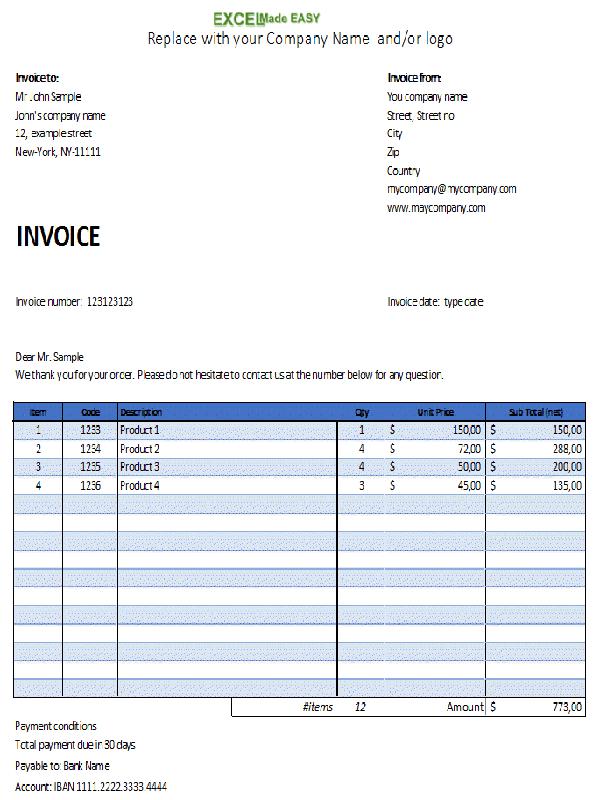 EXCEL Made EASY
Replace with your Company Name and/or logo
Invoice to:
Mr John Sample
John's company name
12, example street
New-York, NY-11111
Invoice from:
You company name
Street, Street no
City
Zip
Country
mycompany@mycompany.com
www.maycompany.com
INVOICE
Invoice number: 123123123
Invoice date: type date
Dear Mr. Sample
We thank you for your order. Please do not hesitate to contact us at the number below for any question.
Item Code Description Qty Unit Price Sub Total (net)
1 1233 Product 1 1 $ 150,00 $ 150,00
2 1234 Product 2 4 $ 72,00 $ 288,00
3 1235 Product 3 4 $ 50,00 $ 200,00
4 1236 Product 4 3 $ 45,00 $ 135,00
#items 12 Amount $ 773,00
Payment conditions
Total payment due in 30 days
Payable to: Bank Name
Account: IBAN 1111.2222.3333.4444